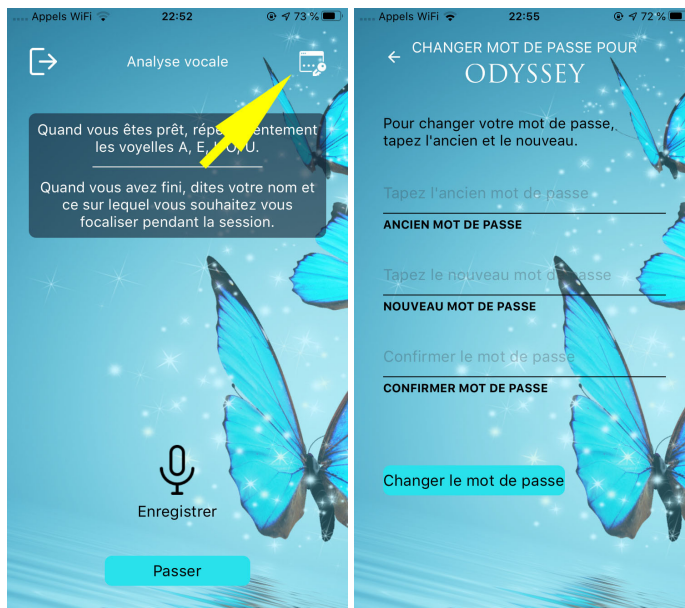 Appels WiFi 22:52 73 %
Analyse vocale
Quand vous êtes prêt, lentement
les voyelles A, E, U.
Quand vous avez fini, dites votre nom et
ce sur lequel vous souhaitez vous
focaliser pendant la session.
Enregistrer
Passer
Appels WiFi 22:55 72 %
CHANGER MOT DE PASSE POUR
ODYSSEY
Pour changer votre mot de passe,
tapez l'ancien et le nouveau.
Tapez l'ancien mot de passe
ANCIEN MOT DE PASSE
Tapez le nouveau mot de passe
NOUVEAU MOT DE PASSE
Confirmer le mot de passe
CONFIRMER MOT DE PASSE
Changer le mot de passe